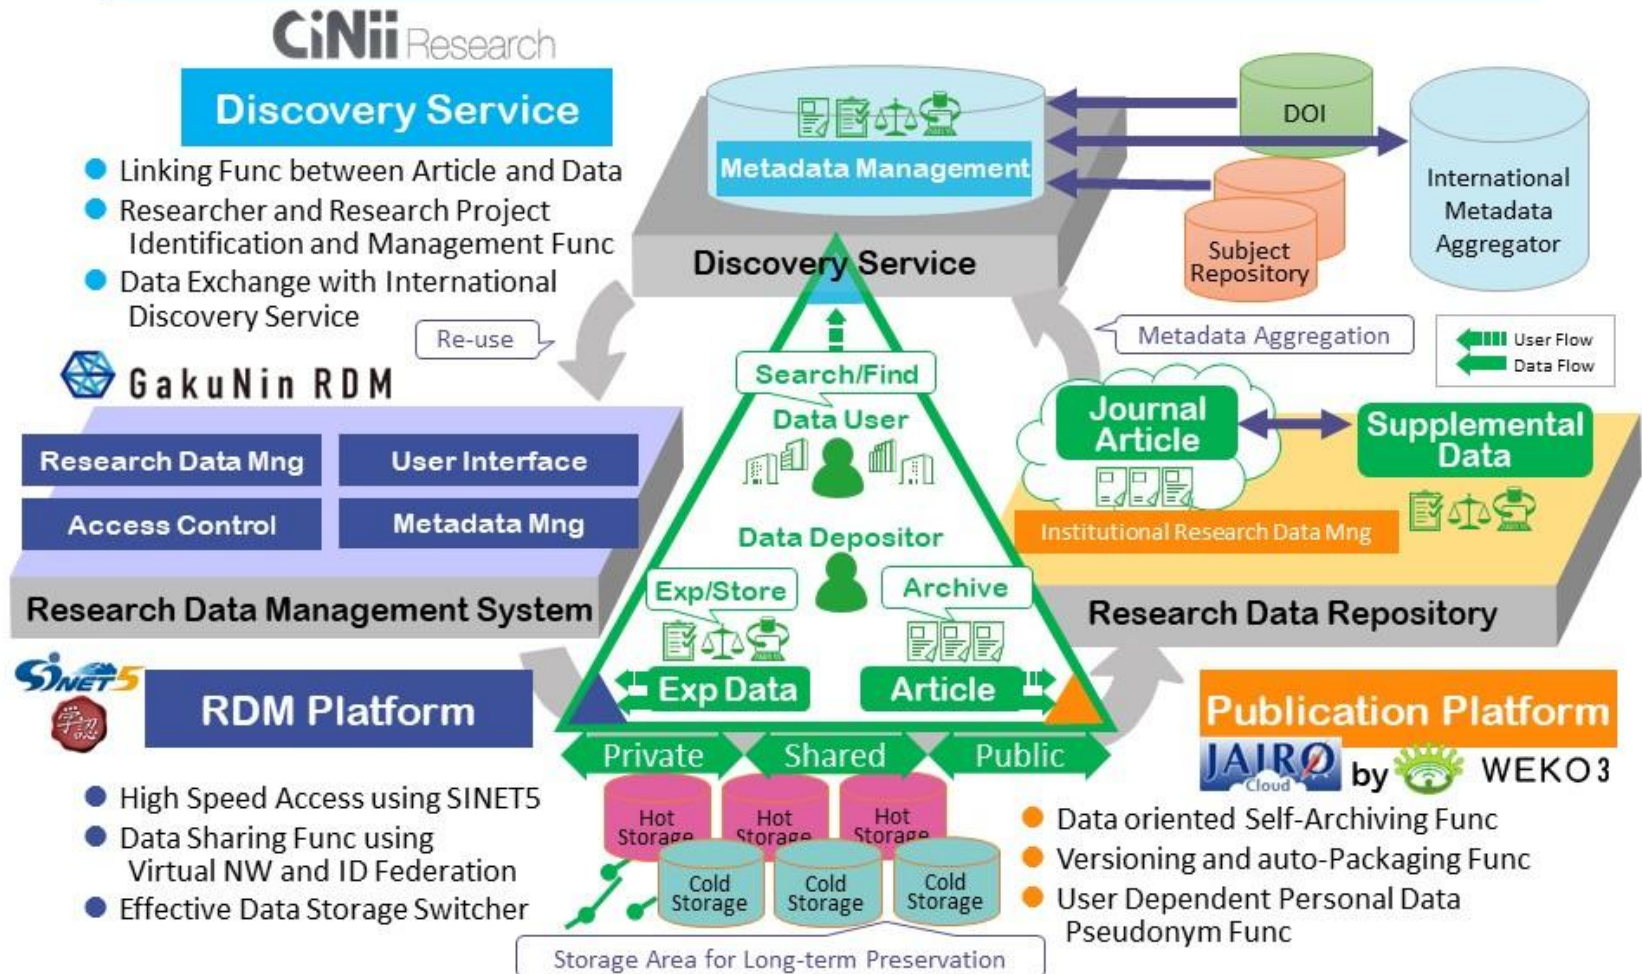 CiNii Research
Discovery Service
Linking Func between Article and Data
Researcher and Research Project
Identification and Management Func
Data Exchange with International
Discovery Service
Metadata Management
Discovery Service
DOI
Subject
Repository
International
Metadata
Aggregator
Re-use
Metadata Aggregation
User Flow
Data Flow
GakuNin RDM
Research Data Mng
User Interface
Access Control
Metadata Mng
Research Data Management System
Search/Find
Data User
Data Depositor
Exp/Store
Archive
Exp Data
Article
Journal
Article
Supplemental
Data
Institutional Research Data Mng
Research Data Repository
SINET5
学認
RDM Platform
High Speed Access using SINET5
Data Sharing Func using
Virtual NW and ID Federation
Effective Data Storage Switcher
Private
Shared
Public
Hot
Storage
Hot
Storage
Hot
Storage
Cold
Storage
Cold
Storage
Cold
Storage
Storage Area for Long-term Preservation
Publication Platform
JAIRO
Cloud
by
WEKO3
Data oriented Self-Archiving Func
Versioning and auto-Packaging Func
User Dependent Personal Data
Pseudonym Func